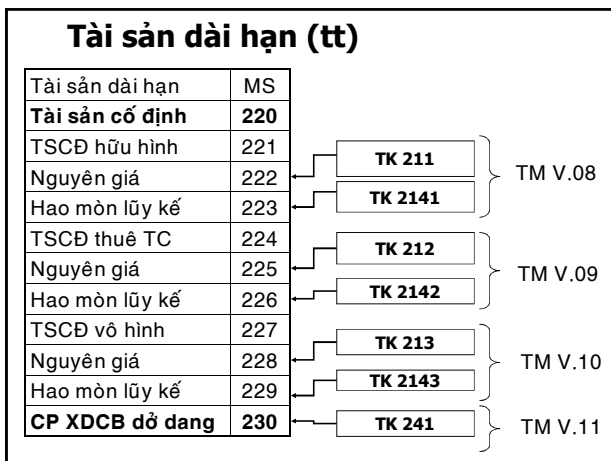 Tài sản dài hạn (tt)
Tài sản dài hạn MS
Tài sản cố định 220
TSCĐ hữu hình 221
TK 211
Nguyên giá 222
TM V.08
TK 2141
Hao mòn lũy kế 223
TSCĐ thuê TC 224
TK 212
Nguyên giá 225
TM V.09
TK 2142
Hao mòn lũy kế 226
TSCĐ vô hình 227
TK 213
Nguyên giá 228
TM V.10
TK 2143
Hao mòn lũy kế 229
CP XDCB dở dang 230
TK 241
TM V.11